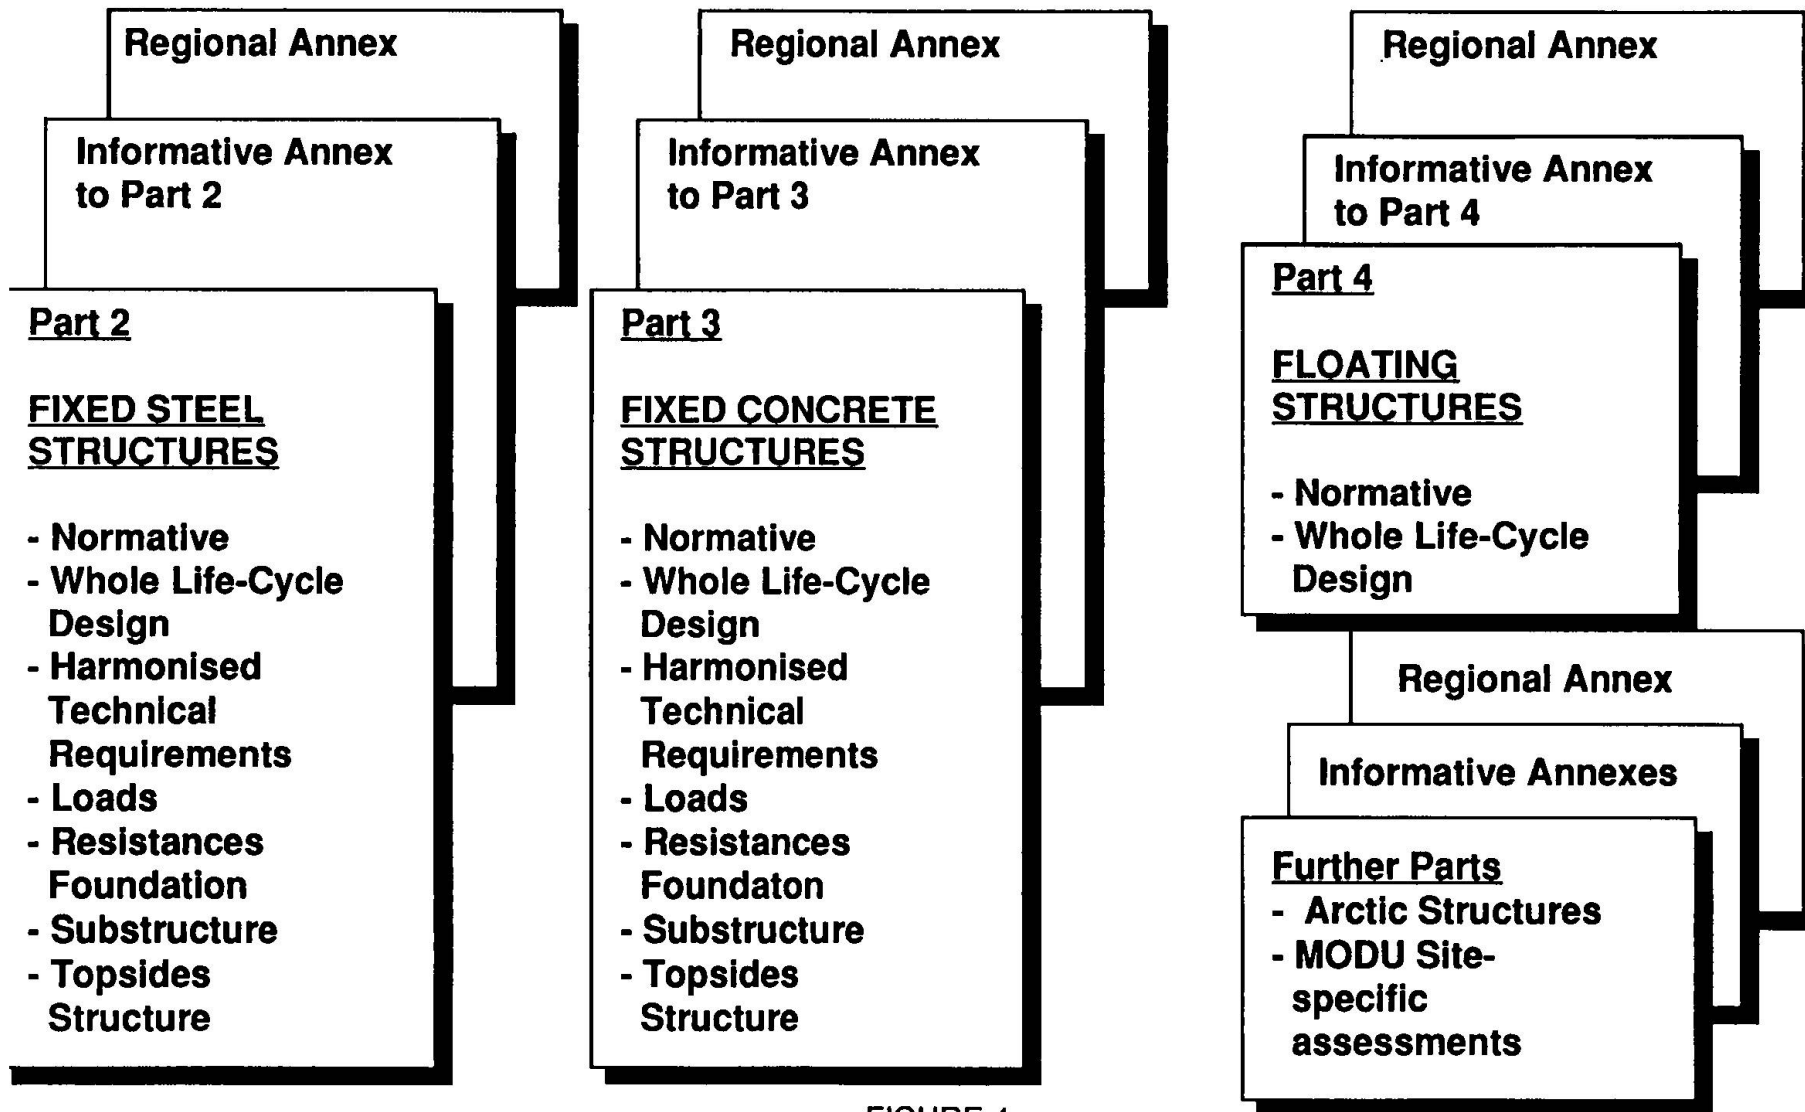 Regional Annex
Informative Annex
to Part 2
Part 2
FIXED STEEL
STRUCTURES
- Normative
- Whole Life-Cycle
Design
- Harmonised
Technical
Requirements
- Loads
- Resistances
Foundation
- Substructure
- Topsides
Structure
Regional Annex
Informative Annex
to Part 3
Part 3
FIXED CONCRETE
STRUCTURES
- Normative
- Whole Life-Cycle
Design
- Harmonised
Technical
Requirements
- Loads
- Resistances
Foundaton
- Substructure
- Topsides
Structure
Regional Annex
Informative Annex
to Part 4
Part 4
FLOATING
STRUCTURES
- Normative
- Whole Life-Cycle
Design
Regional Annex
Informative Annexes
Further Parts
- Arctic Structures
- MODU Site-
specific
assessments